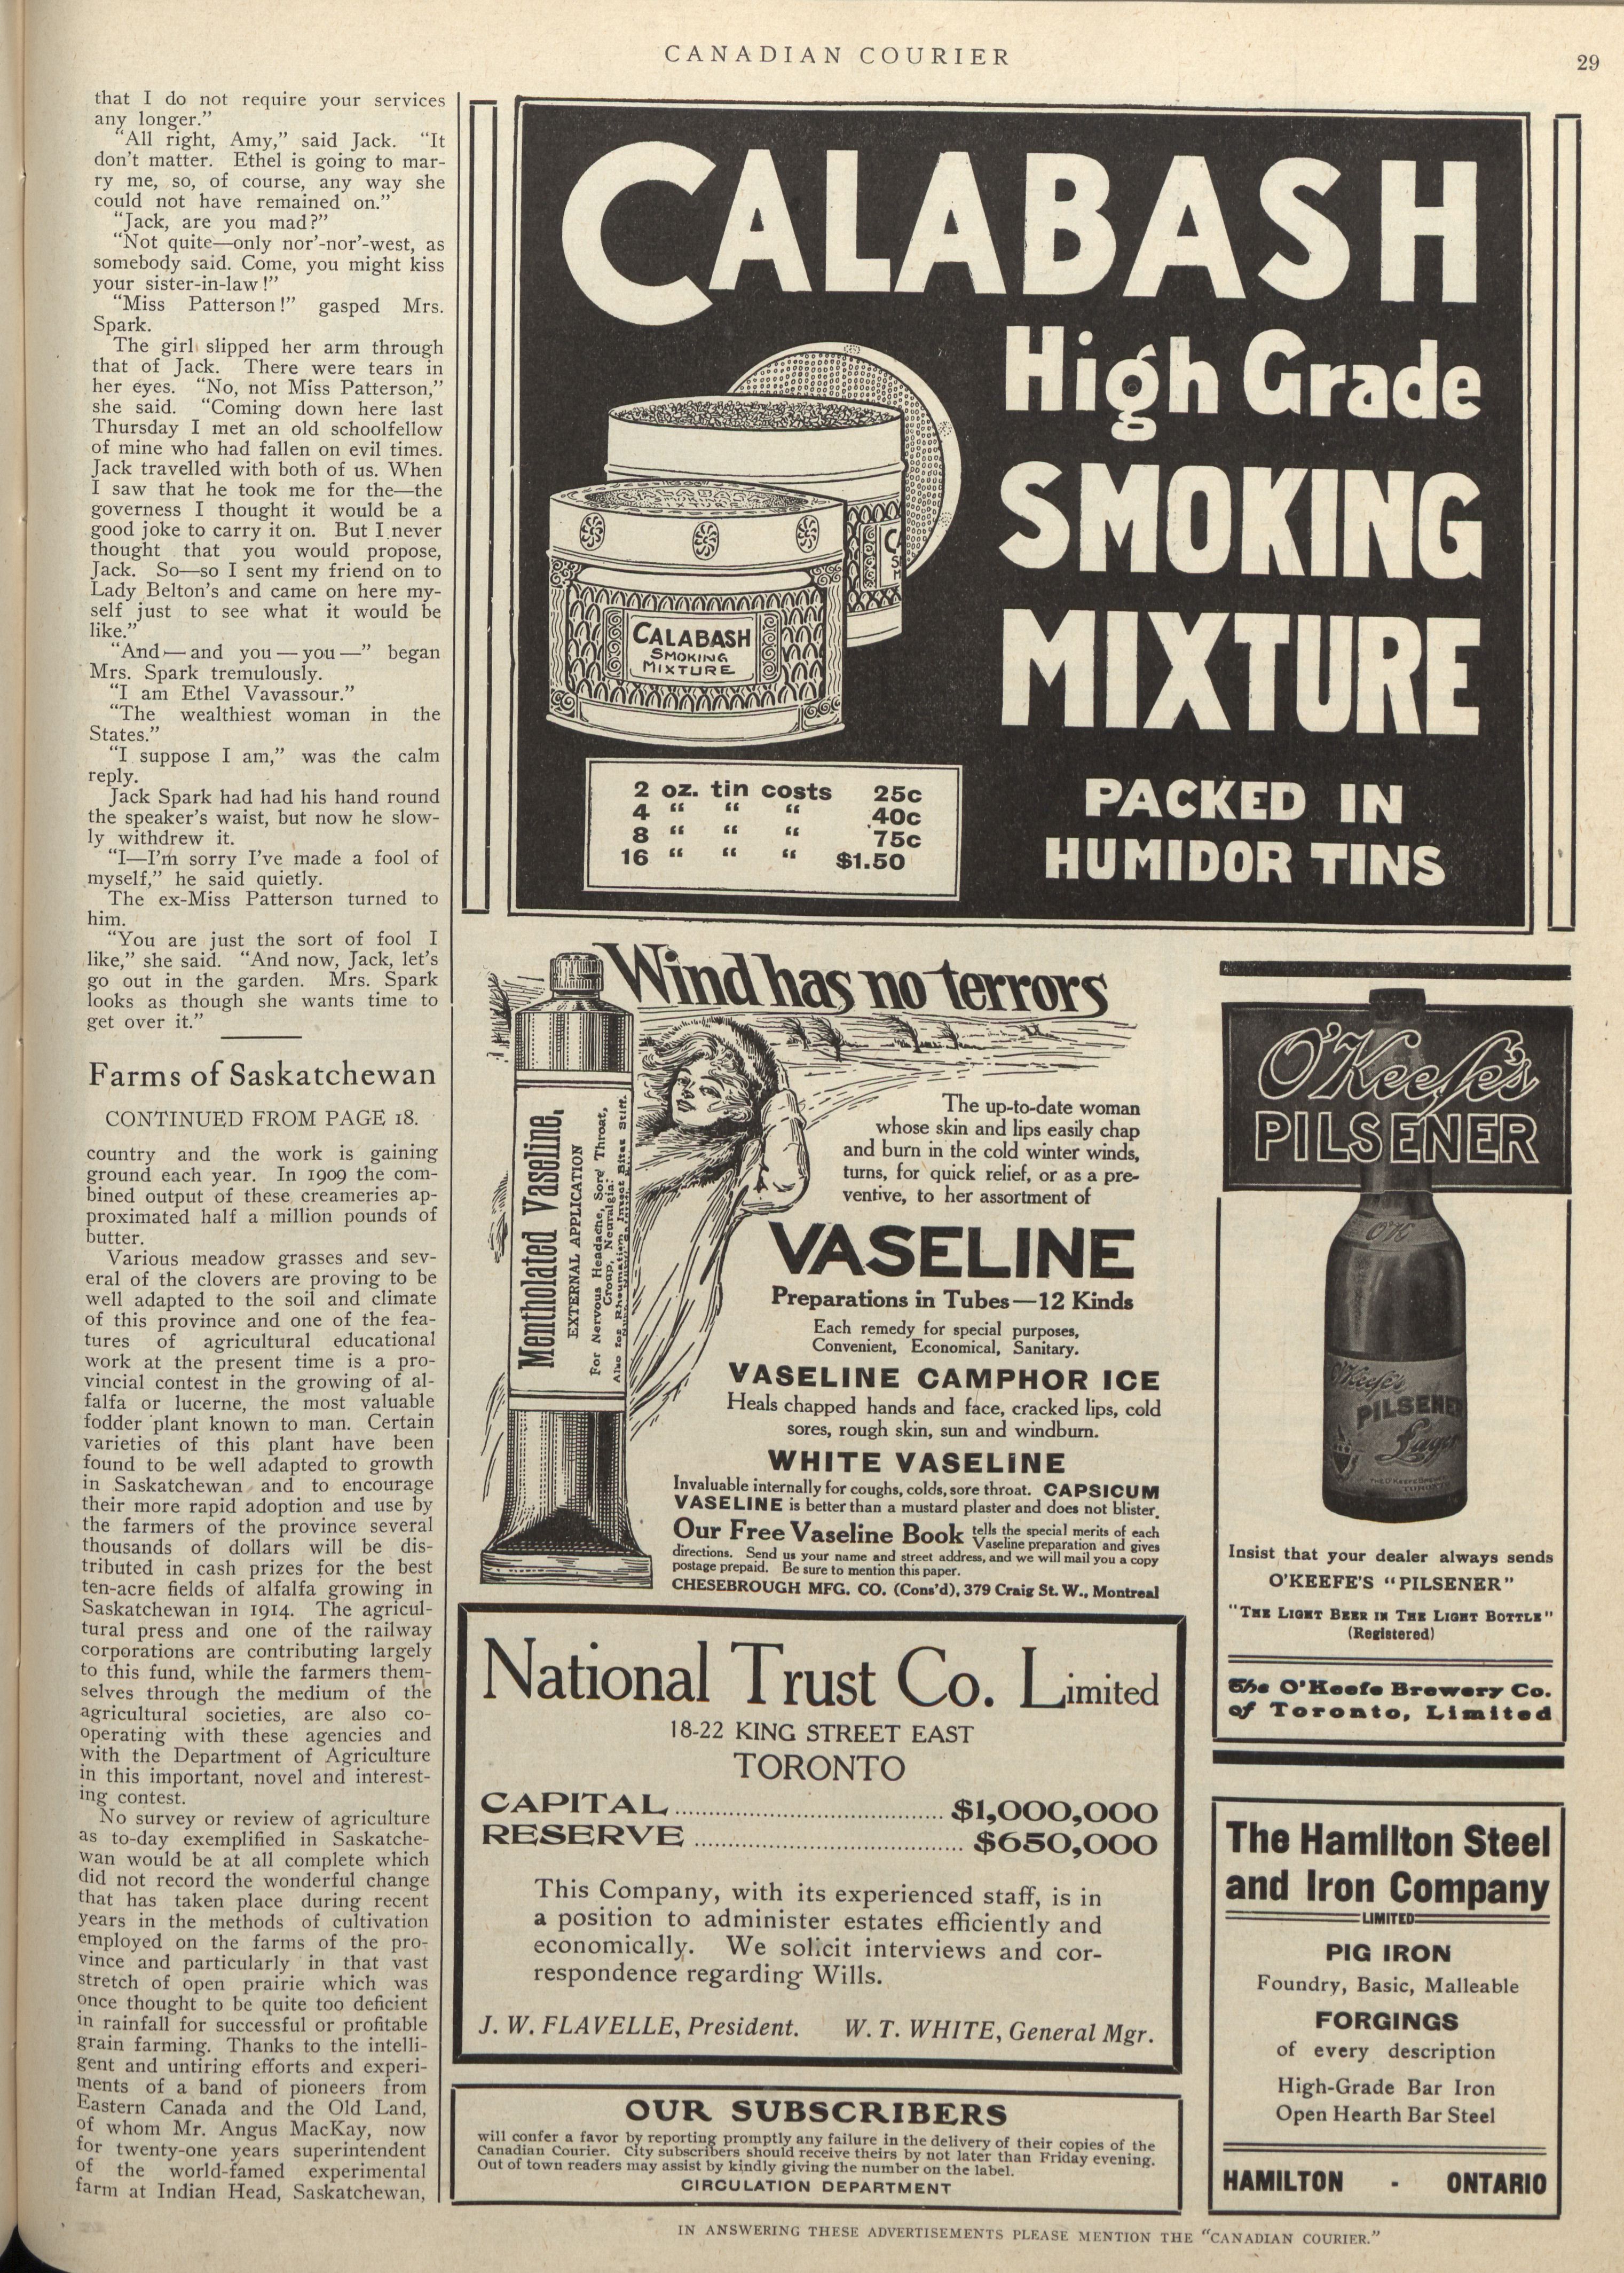 CANADIAN COURIER
29
that I do not require your services
any longer.”
“All right, Amy,” said Jack. “It
don’t matter. Ethel is going to mar-
ry me, so, of course, any way she
could not have remained on.”
“Jack, are you mad?”
“Not quite—only nor’-nor’-west, as
somebody said. Come, you might kiss
your sister-in-law!”
“Miss Patterson!” gasped Mrs.
Spark.
The girl slipped her arm through
that of Jack. There were tears in
her eyes. “No, not Miss Patterson,”
she said. “Coming down here last
Thursday I met an old schoolfellow
of mine who had fallen on evil times.
Jack travelled with both of us. When
I saw that he took me for the—the
governess I thought it would be a
good joke to carry it on. But I never
thought that you would propose,
Jack. So—so I sent my friend on to
Lady Belton’s and came on here my-
self just to see what it would be
like.”
“And—and you—you—” began
Mrs. Spark tremulously.
“I am Ethel Vavassour.”
“The wealthiest woman in the
States.”
“I suppose I am,” was the calm
reply.
Jack Spark had had his hand round
the speaker’s waist, but now he slow-
ly withdrew it.
“I—I’m sorry I’ve made a fool of
myself,” he said quietly.
The ex-Miss Patterson turned to
him.
“You are just the sort of fool I
like,” she said. “And now, Jack, let’s
go out in the garden. Mrs. Spark
looks as though she wants time to
get over it.”
Farms of Saskatchewan
CONTINUED FROM PAGE 18.
country and the work is gaining
ground each year. In 1909 the com-
bined output of these creameries ap-
proximated half a million pounds of
butter.
Various meadow grasses and sev-
eral of the clovers are proving to be
well adapted to the soil and climate
of this province and one of the fea-
tures of agricultural educational
work at the present time is a pro-
vincial contest in the growing of al-
falfa or lucerne, the most valuable
fodder plant known to man. Certain
varieties of this plant have been
found to be well adapted to growth
in Saskatchewan and to encourage
their more rapid adoption and use by
the farmers of the province several
thousands of dollars will be dis-
tributed in cash prizes for the best
ten-acre fields of alfalfa growing in
Saskatchewan in 1914. The agricul-
tural press and one of the railway
corporations are contributing largely
to this fund, while the farmers them-
selves through the medium of the
agricultural societies, are also co-
operating with these agencies and
with the Department of Agriculture
in this important, novel and interest-
ing contest.
No survey or review of agriculture
as to-day exemplified in Saskatche-
wan would be at all complete which
did not record the wonderful change
that has taken place during recent
years in the methods of cultivation
employed on the farms of the pro-
vince and particularly in that vast
stretch of open prairie which was
once thought to be quite too deficient
in rainfall for successful or profitable
grain farming. Thanks to the intelli-
gent and untiring efforts and experi-
ments of a band of pioneers from
Eastern Canada and the Old Land,
of whom Mr. Angus MacKay, now
for twenty-one years superintendent
of the world-famed experimental
farm at Indian Head, Saskatchewan,
CALABASH
High Grade
SMOKING
MIXTURE
PACKED IN
HUMIDOR TINS
CALABASH
SMOKING
MIXTURE
2 oz. tin costs 25c
4 “ “ “ 40c
8 “ “ “ 75c
16 “ “ “ $1.50
Wind has no terrors
Mentholated Vaseline.
EXTERNAL APPLICATION
For Nervous Headache, Sore Throat,
Croup, Neuralgia.
Also for Rheumatism, Insect Bites
The up-to-date woman
whose skin and lips easily chap
and burn in the cold winter winds,
turns, for quick relief, or as a pre-
ventive, to her assortment of
VASELINE
Preparations in Tubes—12 Kinds
Each remedy for special purposes,
Convenient, Economical, Sanitary.
VASELINE CAMPHOR ICE
Heals chapped hands and face, cracked lips, cold
sores, rough skin, sun and windburn.
WHITE VASELINE
Invaluable internally for coughs, colds, sore throat. CAPSICUM
VASELINE is better than a mustard plaster and does not blister.
Our Free Vaseline Book tells the special merits of each
Vaseline preparation and gives
directions. Send us your name and street address, and we will mail you a copy
postage prepaid. Be sure to mention this paper.
CHESEBROUGH MFG. CO. (Cons’d), 379 Craig St. W., Montreal
O’Keefe’s
PILSENER
OK
O’Keefe’s
PILSENER
Lager
THE O’KEEFE BREWERY
TORONTO
Insist that your dealer always sends
O’KEEFE’S “PILSENER”
“THE LIGHT BEER IN THE LIGHT BOTTLE”
(Registered)
The O’Keefe Brewery Co.
of Toronto, Limited
National Trust Co. Limited
18-22 KING STREET EAST
TORONTO
CAPITAL ........ $1,000,000
RESERVE ........ $650,000
This Company, with its experienced staff, is in
a position to administer estates efficiently and
economically. We solicit interviews and cor-
respondence regarding Wills.
J. W. FLAVELLE, President. W. T. WHITE, General Mgr.
OUR SUBSCRIBERS
will confer a favor by reporting promptly any failure in the delivery of their copies of the
Canadian Courier. City subscribers should receive theirs by not later than Friday evening.
Out of town readers may assist by kindly giving the number on the label.
CIRCULATION DEPARTMENT
The Hamilton Steel
and Iron Company
LIMITED
PIG IRON
Foundry, Basic, Malleable
FORGINGS
of every description
High-Grade Bar Iron
Open Hearth Bar Steel
HAMILTON - ONTARIO
IN ANSWERING THESE ADVERTISEMENTS PLEASE MENTION THE “CANADIAN COURIER.”